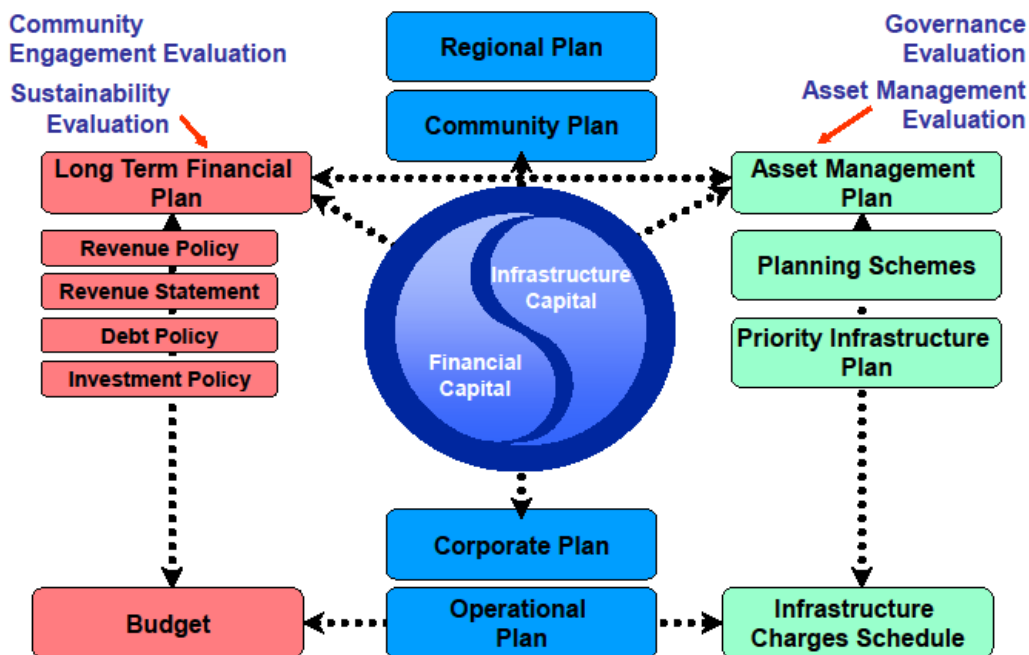 Community
Engagement Evaluation
Sustainability
Evaluation
Regional Plan
Community Plan
Governance
Evaluation
Asset Management
Evaluation
Long Term Financial
Plan
Revenue Policy
Revenue Statement
Debt Policy
Investment Policy
Infrastructure
Capital
Financial
Capital
Asset Management
Plan
Planning Schemes
Priority Infrastructure
Plan
Corporate Plan
Budget
Operational
Plan
Infrastructure
Charges Schedule